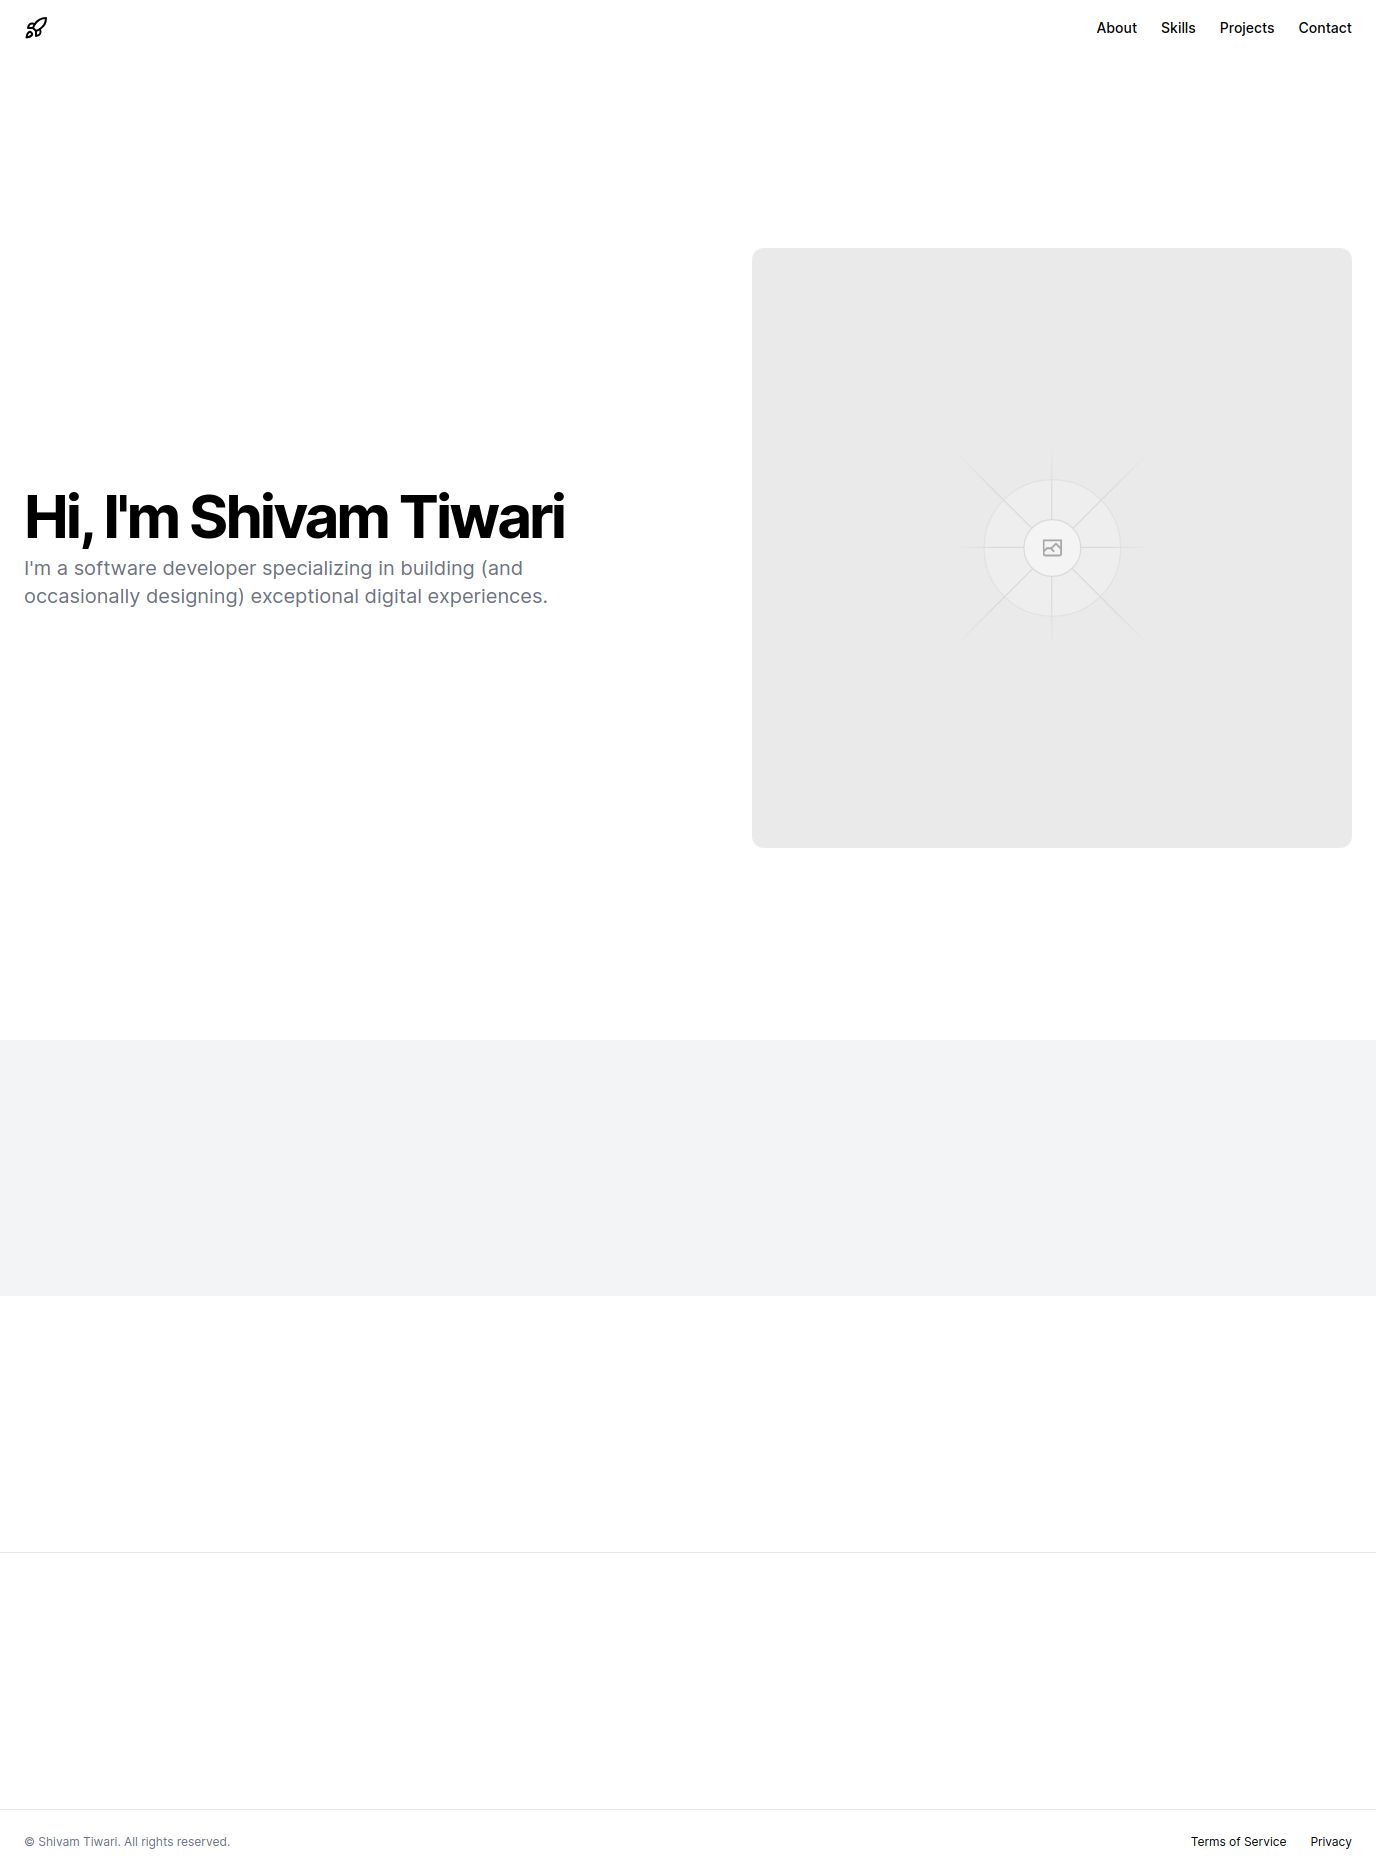 About Skills Projects Contact
Hi, I'm Shivam Tiwari
I'm a software developer specializing in building (and
occasionally designing) exceptional digital experiences.
© Shivam Tiwari. All rights reserved. Terms of Service Privacy